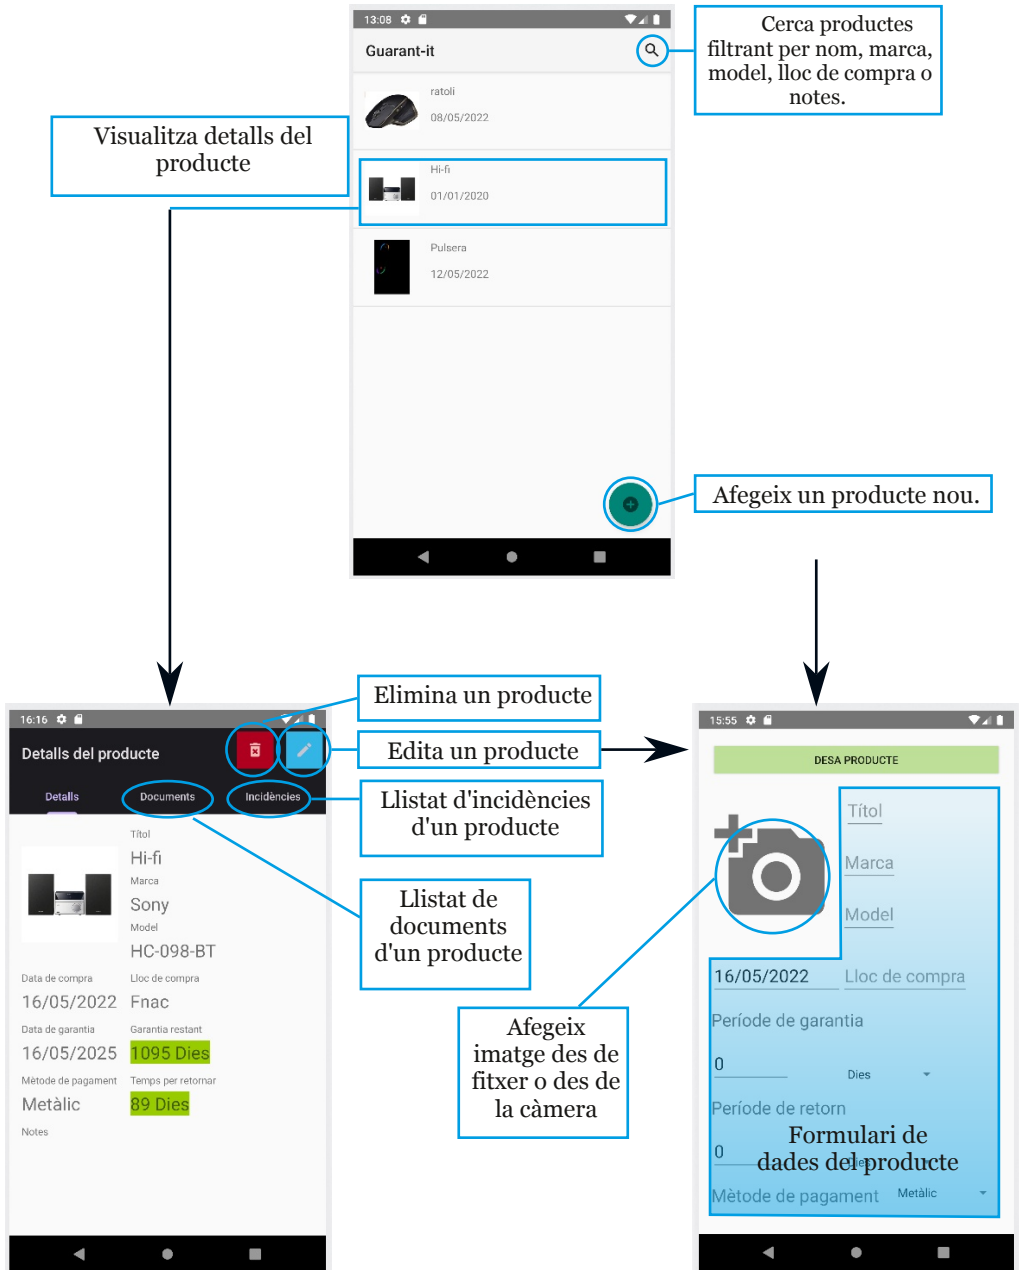 13:08
Guarant-it
Cerca productes
filtrant per nom, marca,
model, lloc de compra o
notes.
ratoli
08/05/2022
Visualitza detalls del
producte
Hi-fi
01/01/2020
Pulsera
12/05/2022
Afegeix un producte nou.
16:16
Detalls del producte
Detalls
Documents
Incidències
Títol
Hi-fi
Marca
Sony
Model
HC-098-BT
Data de compra
Lloc de compra
16/05/2022
Fnac
Data de garantia
Garantia restant
16/05/2025
1095 Dies
Mètode de pagament
Temps per retornar
Metàlic
89 Dies
Notes
Elimina un producte
Edita un producte
Llistat d'incidències
d'un producte
Llistat de
documents
d'un producte
Afegeix
imatge des de
fitxer o des de
la càmera
15:55
DESA PRODUCTE
Títol
Marca
Model
16/05/2022
Lloc de compra
Període de garantia
0
Dies
Període de retorn
0
Dies
Formulari de
dades del producte
Mètode de pagament
Metàlic